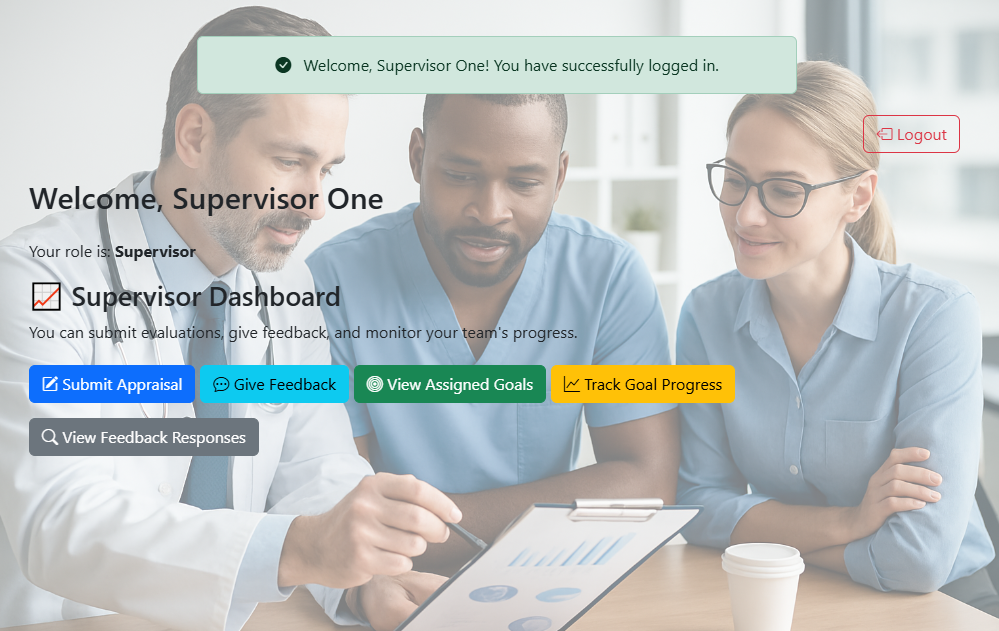 Welcome, Supervisor One! You have successfully logged in.
Logout
Welcome, Supervisor One
Your role is: Supervisor
Supervisor Dashboard
You can submit evaluations, give feedback, and monitor your team's progress.
Submit Appraisal Give Feedback View Assigned Goals Track Goal Progress
View Feedback Responses